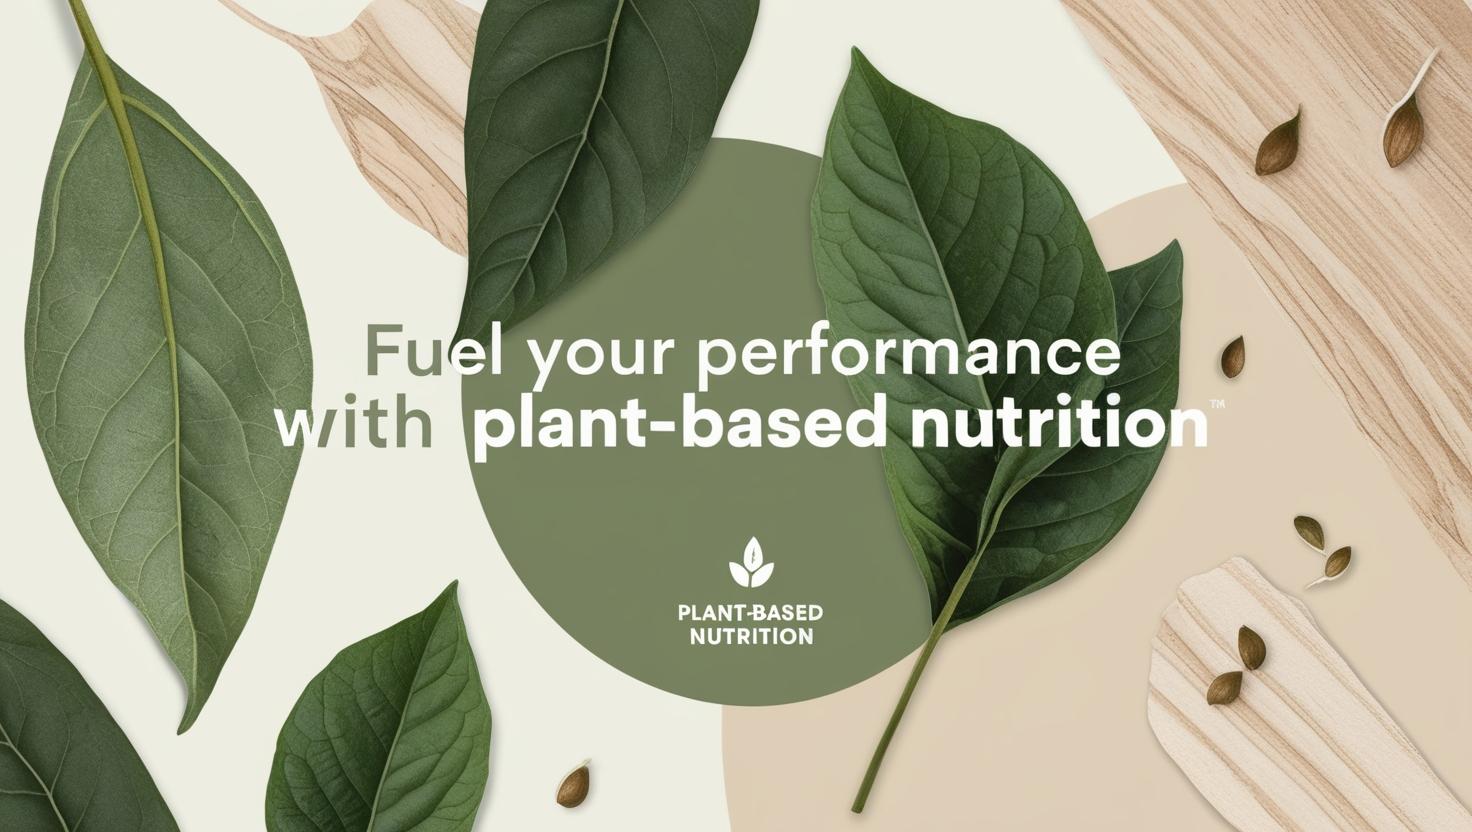 Fuel your performance
with plant-based nutrition™
PLANT-BASED
NUTRITION